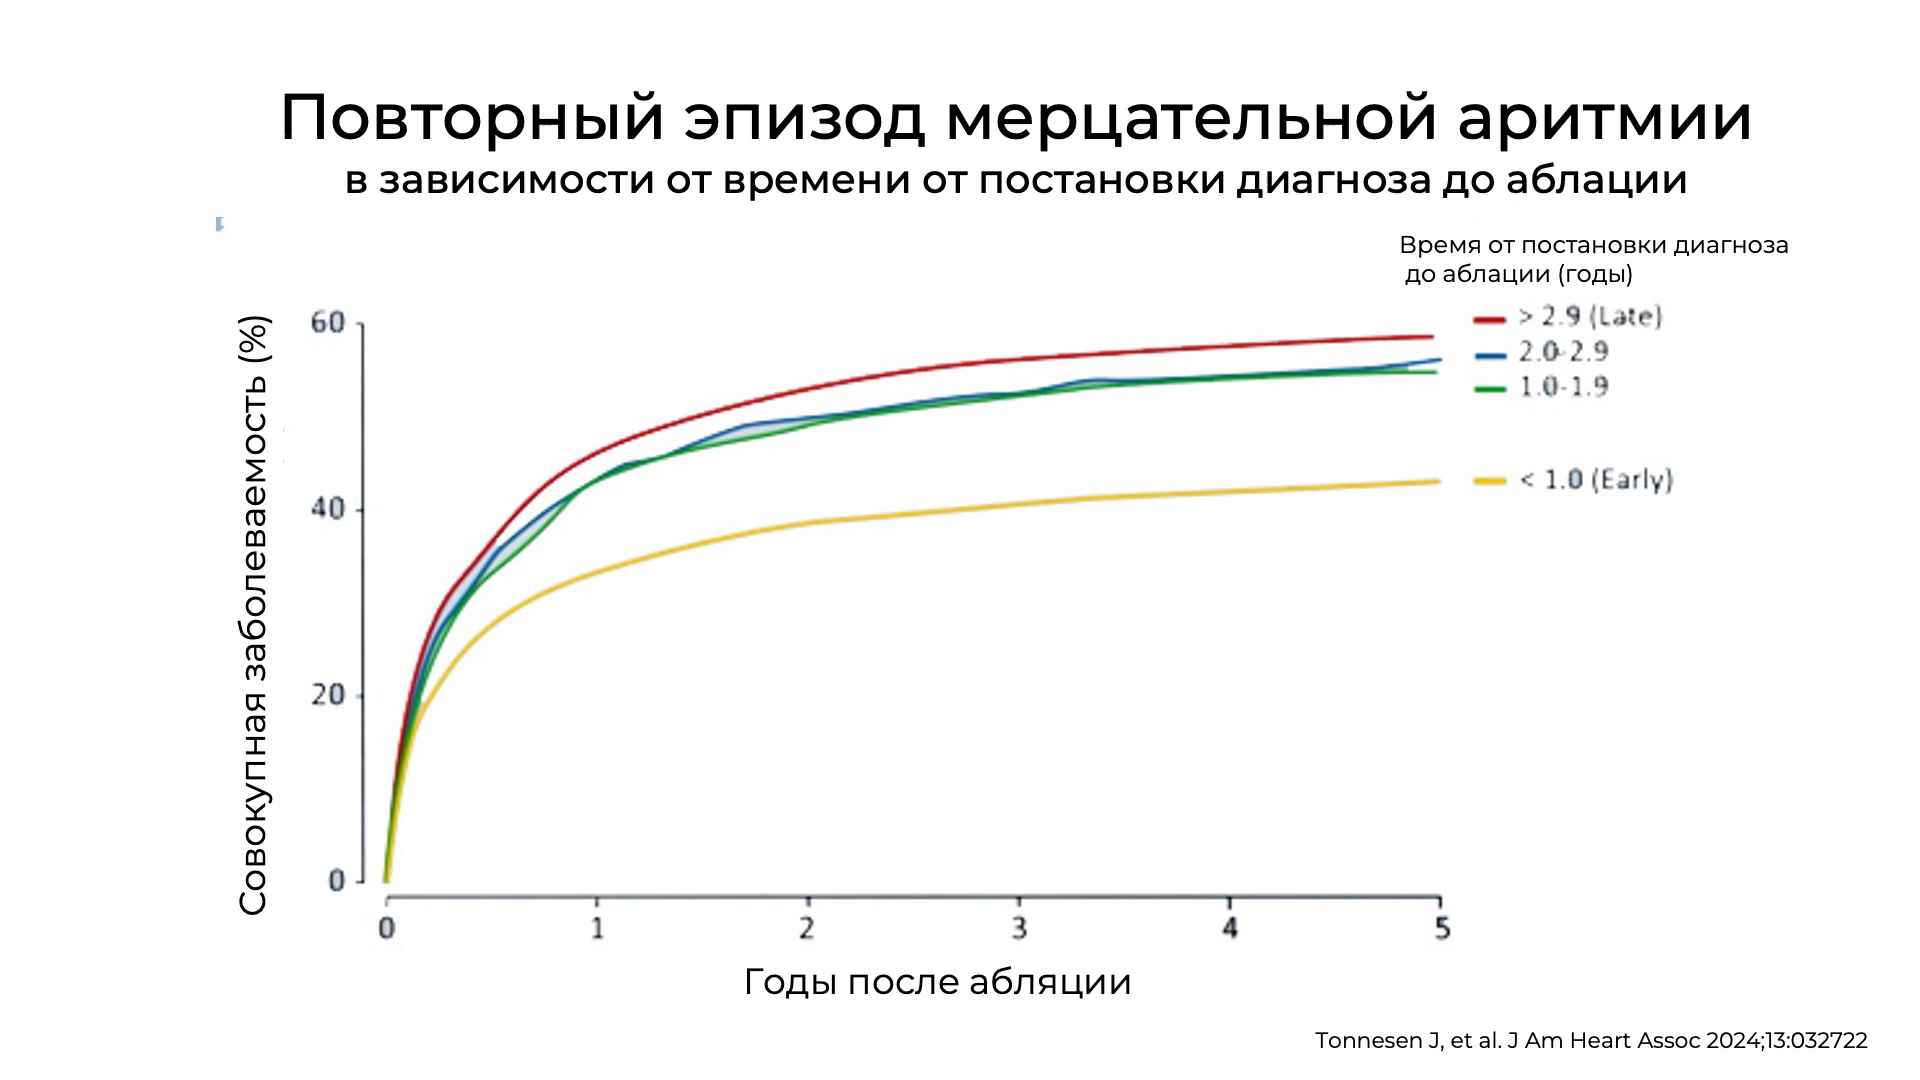 Повторный эпизод мерцательной аритмии
в зависимости от времени от постановки диагноза до аблации
Время от постановки диагноза
до аблации (годы)
> 2.9 (Late)
2.0-2.9
1.0-1.9
< 1.0 (Early)
Совокупная заболеваемость (%)
60
40
20
0
0 1 2 3 4 5
Годы после абляции
Tonnesen J, et al. J Am Heart Assoc 2024;13:032722